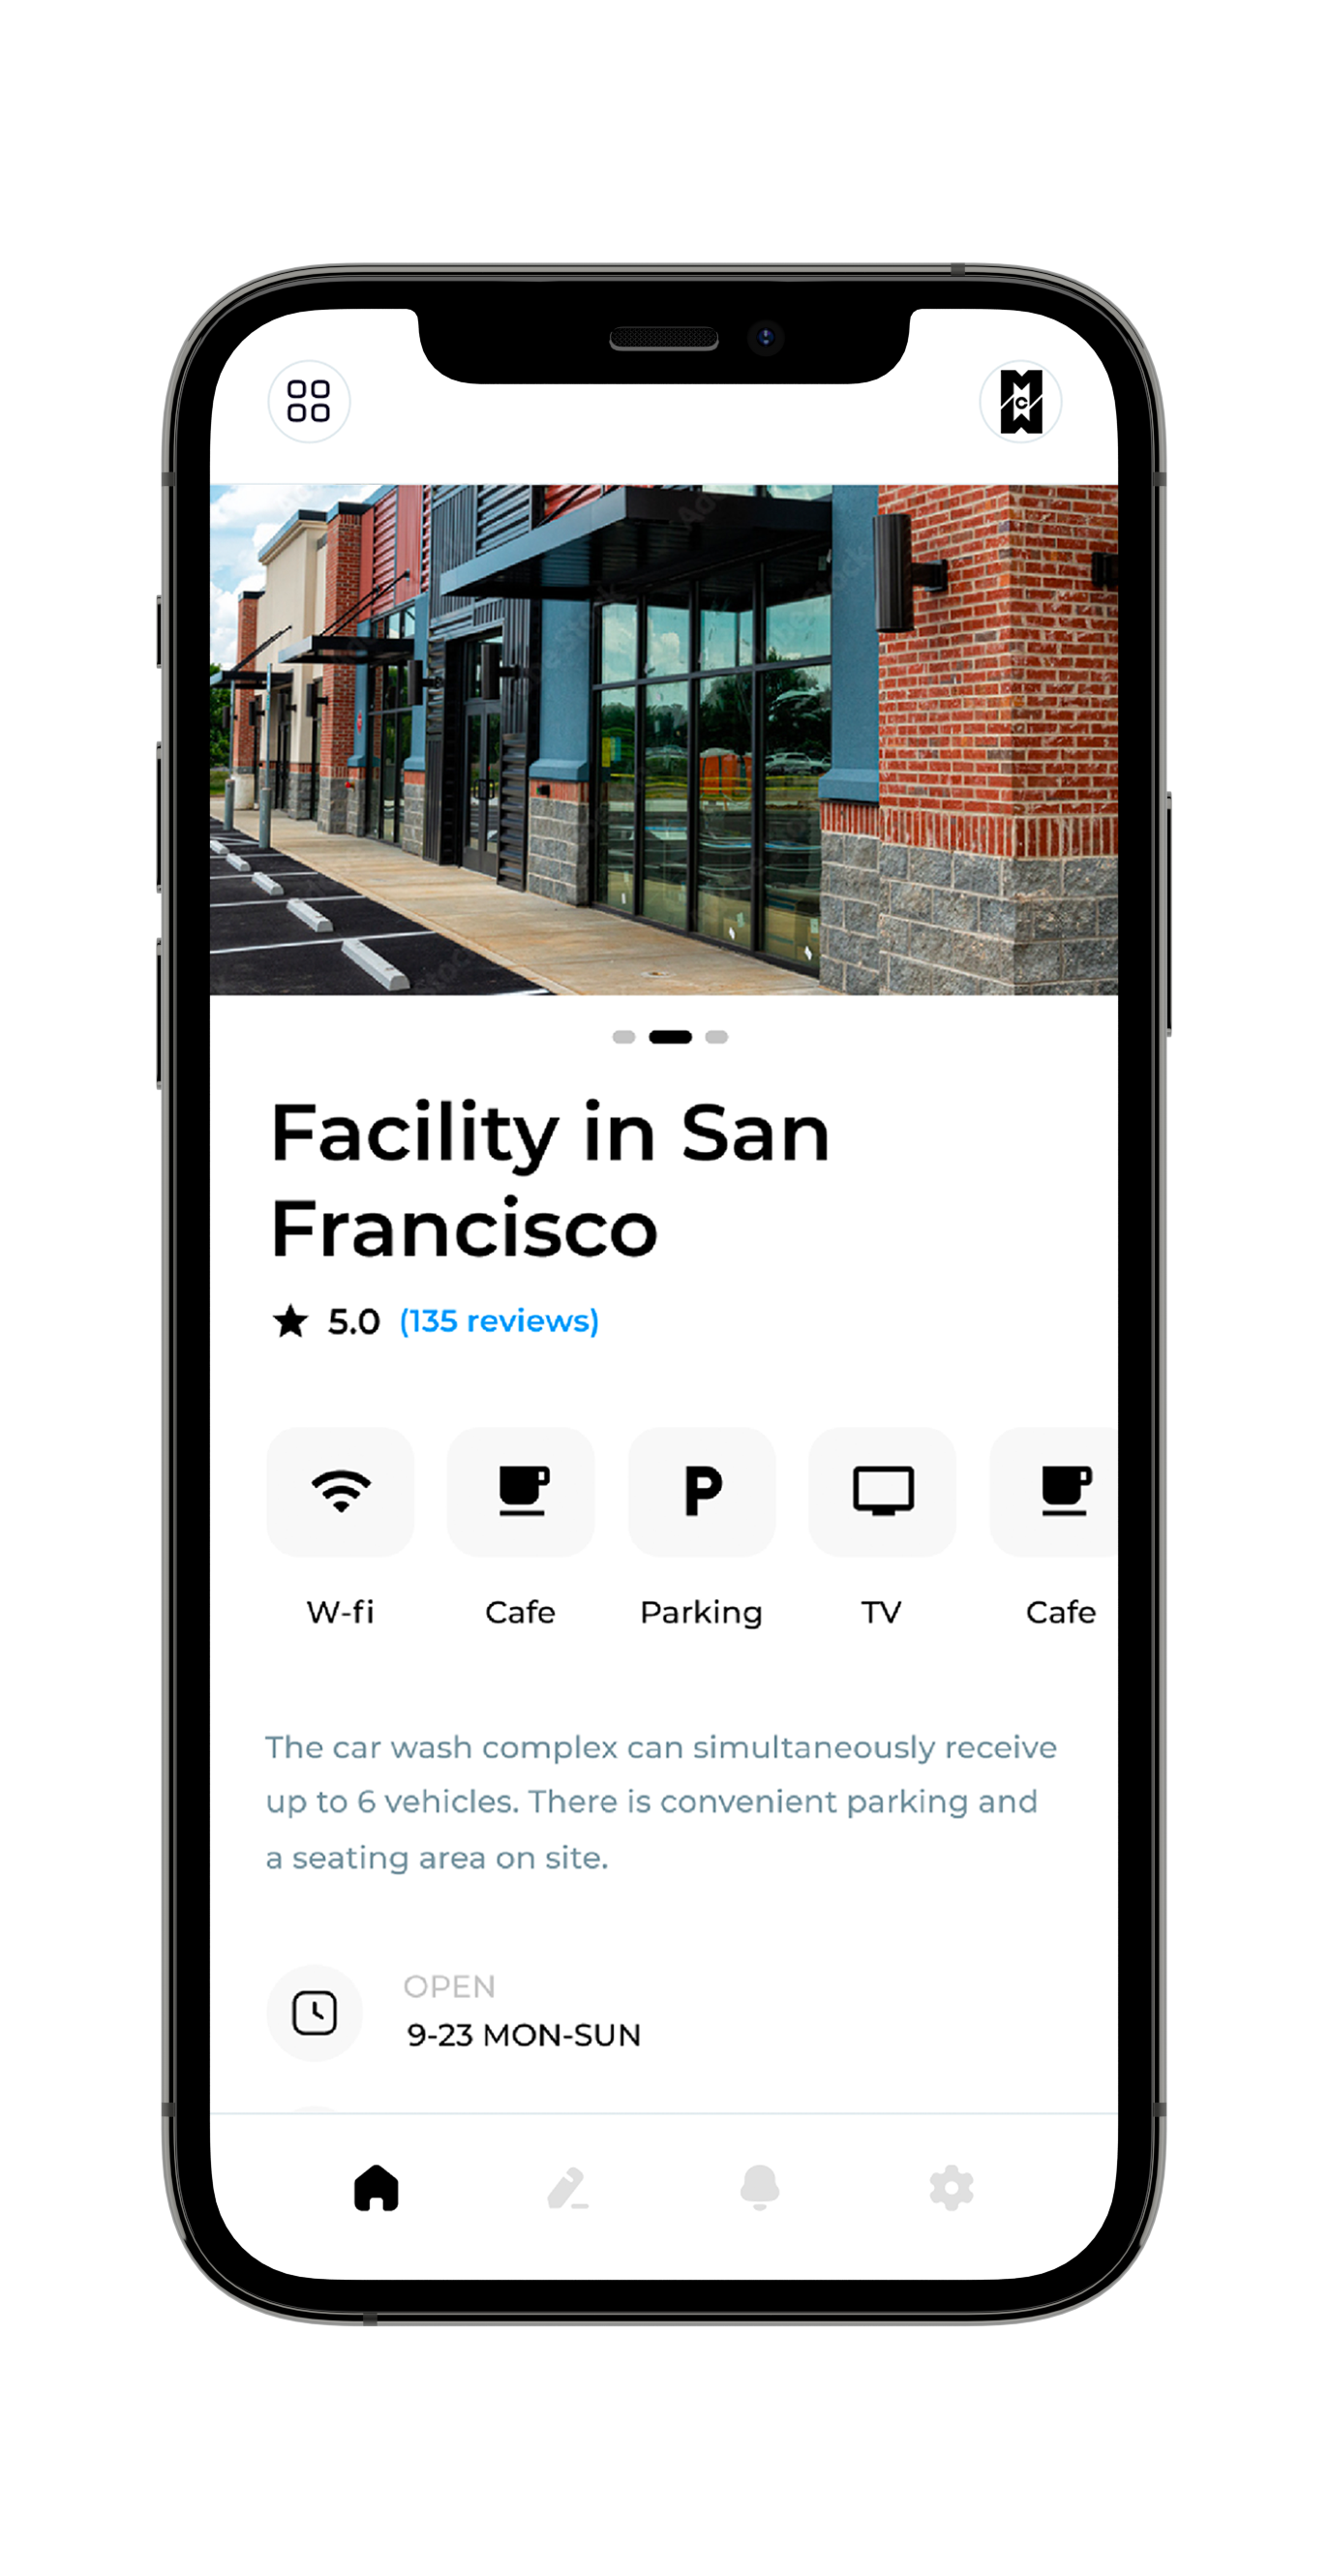 M
C
W
Facility in San
Francisco
5.0 (135 reviews)
P
W-fi Cafe Parking TV Cafe
The car wash complex can simultaneously receive
up to 6 vehicles. There is convenient parking and
a seating area on site.
OPEN
9-23 MON-SUN